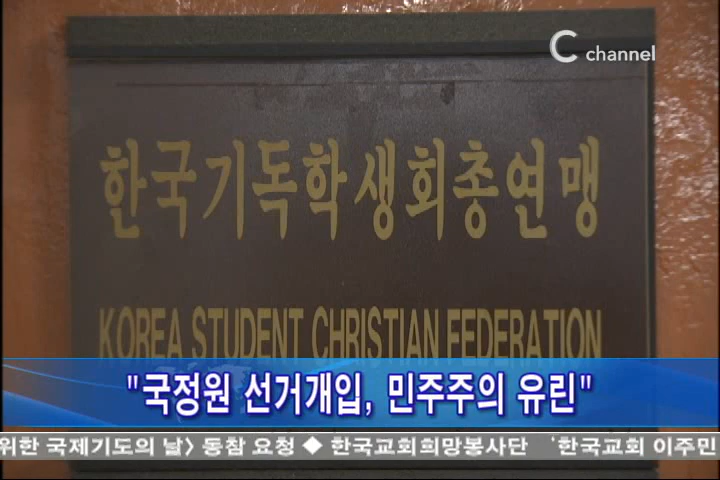 C channel
한국기독학생회총연맹
KOREA STUDENT CHRISTIAN FEDERATION
"국정원 선거개입, 민주주의 유린"
위한 국제기도의 날> 동참 요청 ◆ 한국교회희망봉사단 ‘한국교회 이주민